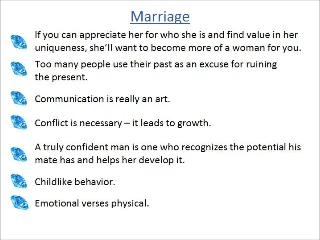 Marriage
If you can appreciate her for who she is and find value in her
uniqueness, she'll want to become more of a woman for you.
Too many people use their past as an excuse for ruining
the present.
Communication is really an art.
Conflict is necessary – it leads to growth.
A truly confident man is one who recognizes the potential his
mate has and helps her develop it.
Childlike behavior.
Emotional verses physical.